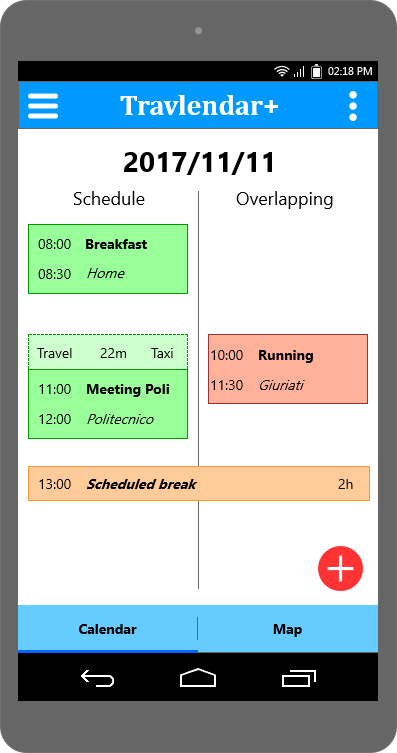 02:18 PM
Travlendar+
2017/11/11
Schedule Overlapping
08:00 Breakfast
08:30 Home
Travel 22m Taxi
11:00 Meeting Poli
12:00 Politecnico
10:00 Running
11:30 Giuriati
13:00 Scheduled break 2h
Calendar Map